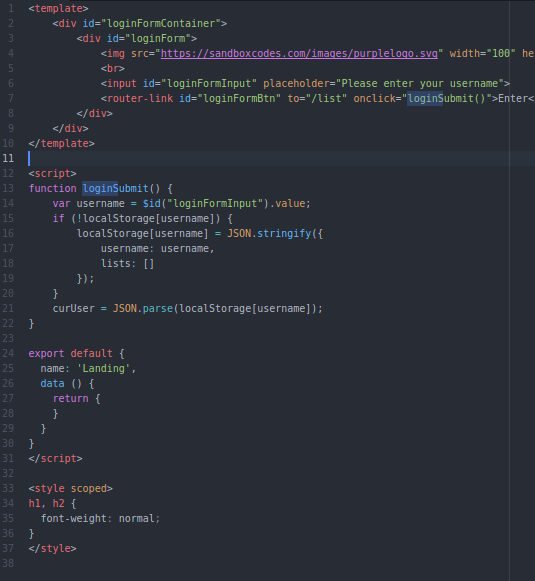 1 <template>
2     <div id="loginFormContainer">
3         <div id="loginForm">
4             <img src="https://sandboxcodes.com/images/purplelogo.svg" width="100" he
5             <br>
6             <input id="loginFormInput" placeholder="Please enter your username">
7             <router-link id="loginFormBtn" to="/list" onclick="loginSubmit()">Enter<
8         </div>
9     </div>
10 </template>
11
12 <script>
13 function loginSubmit() {
14     var username = $id("loginFormInput").value;
15     if (!localStorage[username]) {
16         localStorage[username] = JSON.stringify({
17             username: username,
18             lists: []
19         });
20     }
21     curUser = JSON.parse(localStorage[username]);
22 }
23
24 export default {
25   name: 'Landing',
26   data () {
27     return {
28     }
29   }
30 }
31 </script>
32
33 <style scoped>
34 h1, h2 {
35   font-weight: normal;
36 }
37 </style>
38